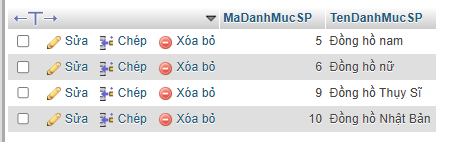 MaDanhMucSP TenDanhMucSP
Sửa Chép Xóa bỏ 5 Đồng hồ nam
Sửa Chép Xóa bỏ 6 Đồng hồ nữ
Sửa Chép Xóa bỏ 9 Đồng hồ Thụy Sĩ
Sửa Chép Xóa bỏ 10 Đồng hồ Nhật Bản